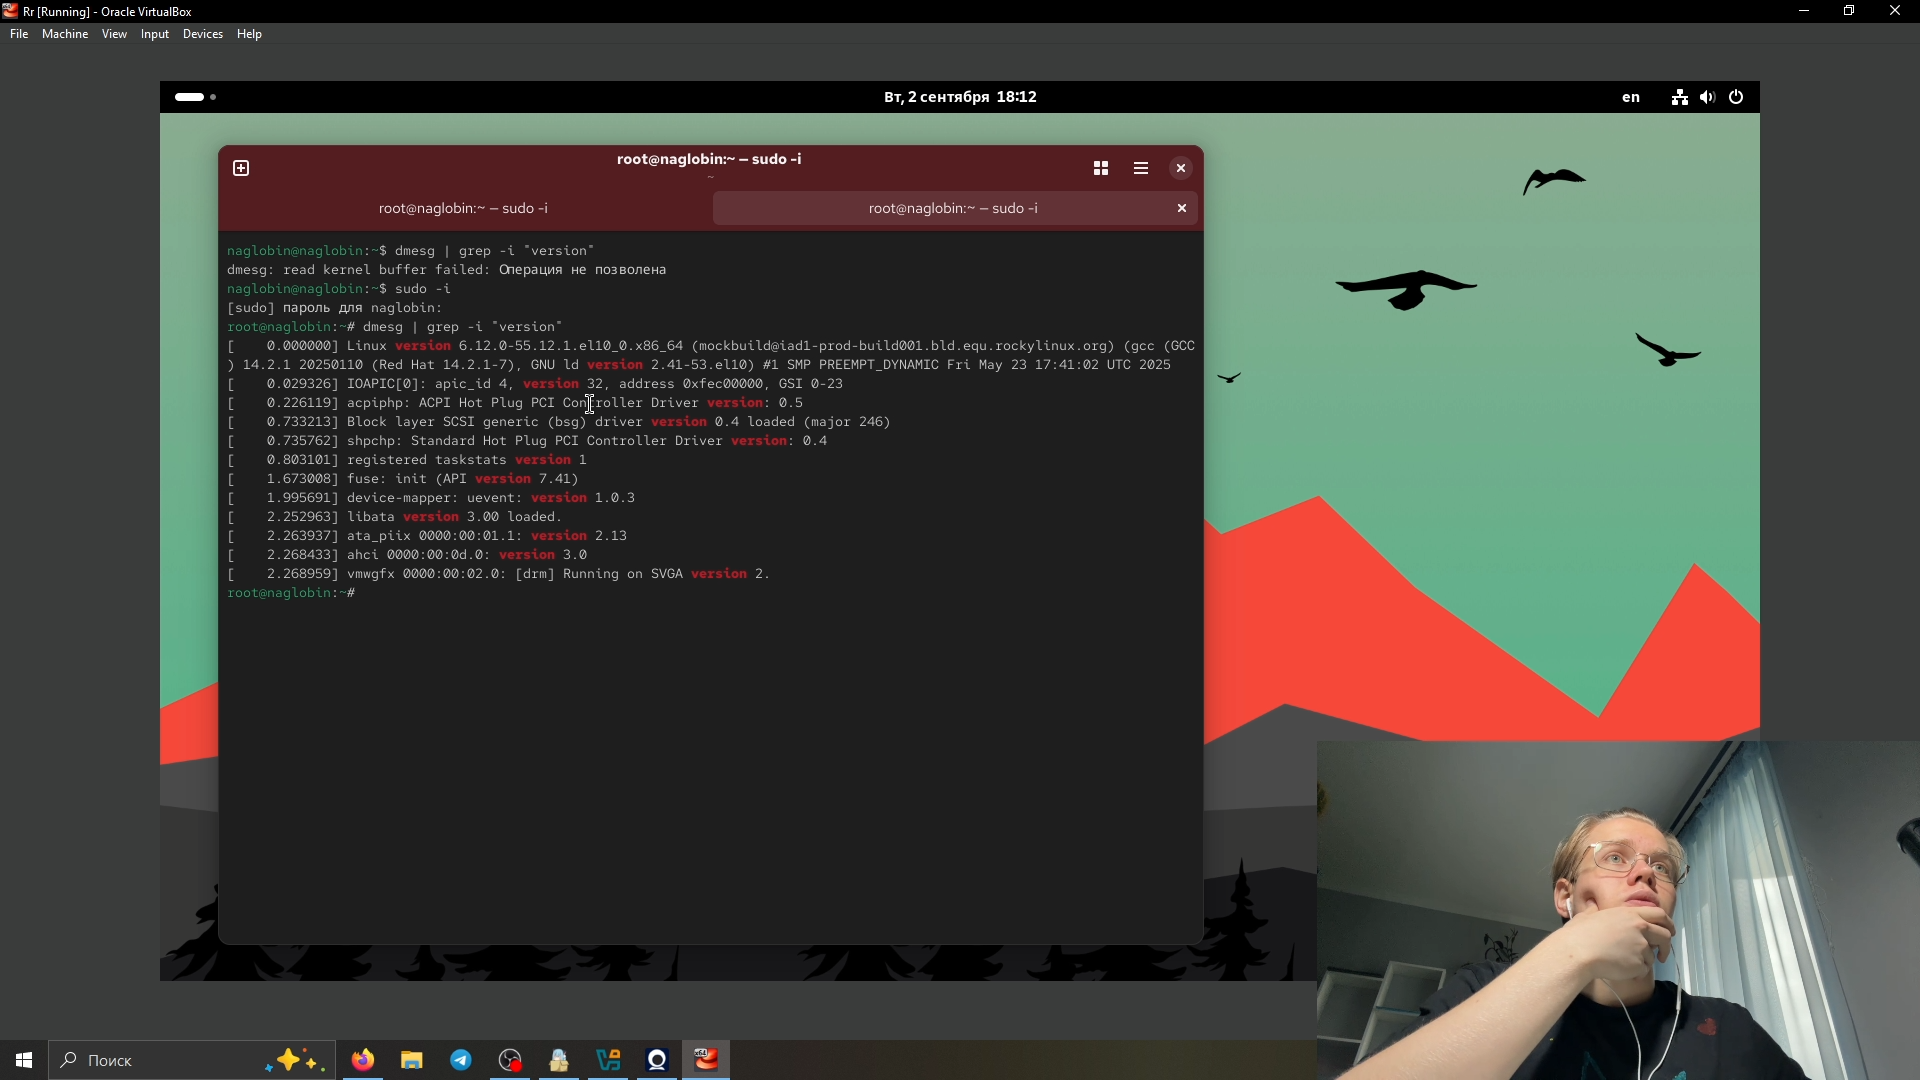 Rr [Running] - Oracle VirtualBox
File Machine View Input Devices Help
Вт, 2 сентября 18:12
en
root@naglobin:~ — sudo -i
~
root@naglobin:~ — sudo -i
root@naglobin:~ — sudo -i
naglobin@naglobin:~$ dmesg | grep -i "version"
dmesg: read kernel buffer failed: Операция не позволена
naglobin@naglobin:~$ sudo -i
[sudo] пароль для naglobin:
root@naglobin:~# dmesg | grep -i "version"
[    0.000000] Linux version 6.12.0-55.12.1.el10_0.x86_64 (mockbuild@iad1-prod-build001.bld.equ.rockylinux.org) (gcc (GCC
) 14.2.1 20250110 (Red Hat 14.2.1-7), GNU ld version 2.41-53.el10) #1 SMP PREEMPT_DYNAMIC Fri May 23 17:41:02 UTC 2025
[    0.029326] IOAPIC[0]: apic_id 4, version 32, address 0xfec00000, GSI 0-23
[    0.226119] acpiphp: ACPI Hot Plug PCI Controller Driver version: 0.5
[    0.733213] Block layer SCSI generic (bsg) driver version 0.4 loaded (major 246)
[    0.735762] shpchp: Standard Hot Plug PCI Controller Driver version: 0.4
[    0.803101] registered taskstats version 1
[    1.673008] fuse: init (API version 7.41)
[    1.995691] device-mapper: uevent: version 1.0.3
[    2.252963] libata version 3.00 loaded.
[    2.263937] ata_piix 0000:00:01.1: version 2.13
[    2.268433] ahci 0000:00:0d.0: version 3.0
[    2.268959] vmwgfx 0000:00:02.0: [drm] Running on SVGA version 2.
root@naglobin:~#
Поиск